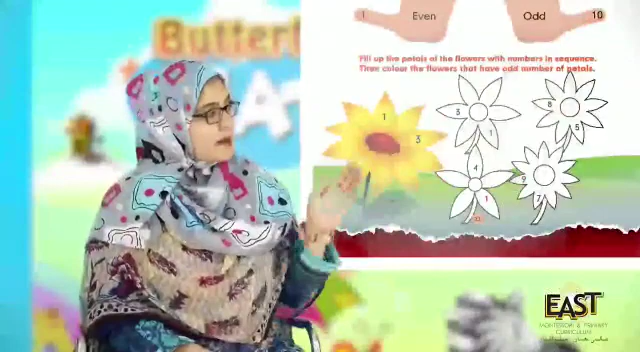 Butterf
A
1 Even
Odd 10
Fill up the petals of the flowers with numbers in sequence.
Then colour the flowers that have odd number of petals.
1
3
3
1
8
5
4
1
9
7
EAST
MONTESSORI & PRIMARY
CURRICULUM